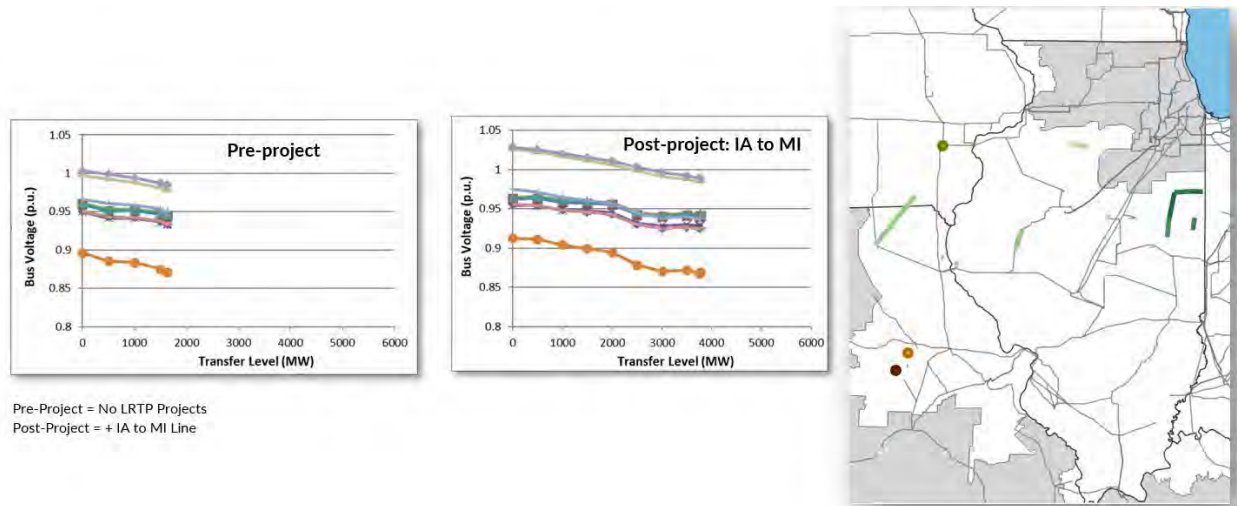 Pre-project
1.05
1
0.95
0.9
0.85
0.8
Bus Voltage (p.u.)
0 1000 2000 3000 4000 5000 6000
Transfer Level (MW)
Post-project: IA to MI
1.05
1
0.95
0.9
0.85
0.8
Bus Voltage (p.u.)
0 1000 2000 3000 4000 5000 6000
Transfer Level (MW)
Pre-Project = No LRTP Projects
Post-Project = + IA to MI Line